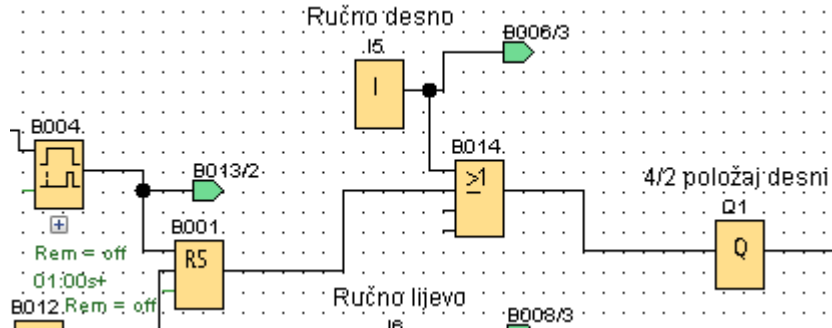 Ručno desno
I5
B006/3
I
B004
B014
B013/2
≥1
4/2 položaj desni
Q1
B001
RS
Q
Rem = off
01:00s+
Ručno lijevo
B012
Rem = off
I6
B008/3